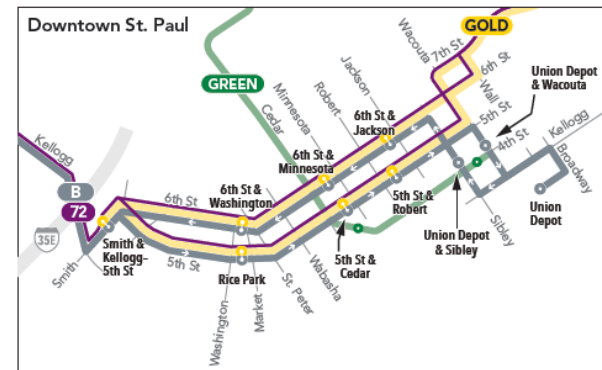 Downtown St. Paul
GOLD
GREEN
Wacouta
7th St
6th St
Wall
5th St
4th St
Kellogg
Broadway
Union Depot
& Wacouta
Jackson
Robert
Minnesota
Cedar
6th St &
Jackson
6th St &
Minnesota
6th St &
Washington
Kellogg
B
72
35E
6th St
5th St
Smith
Smith &
Kellogg-
5th St
Rice Park
Washington
Market
St. Peter
Wabasha
5th St &
Cedar
5th St &
Robert
Union Depot
& Sibley
Sibley
Union
Depot